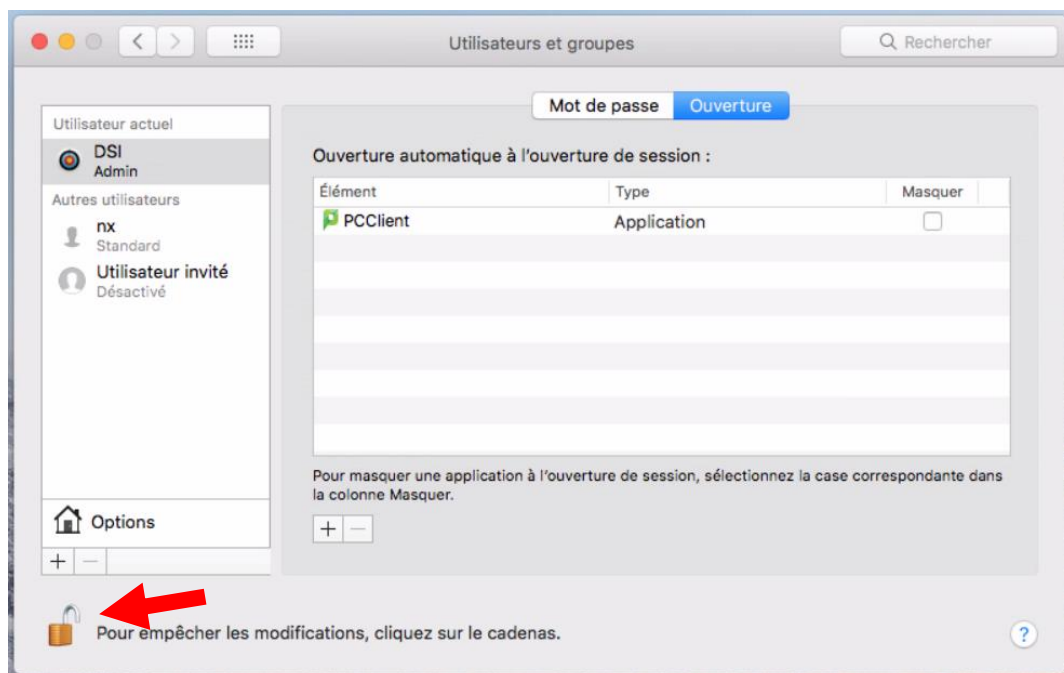 Utilisateurs et groupes
Rechercher
Mot de passe
Ouverture
Utilisateur actuel
DSI
Admin
Autres utilisateurs
nx
Standard
Utilisateur invité
Désactivé
Options
Ouverture automatique à l'ouverture de session :
Élément Type Masquer
PCClient Application
Pour masquer une application à l'ouverture de session, sélectionnez la case correspondante dans
la colonne Masquer.
+ −
+ −
Pour empêcher les modifications, cliquez sur le cadenas.
?